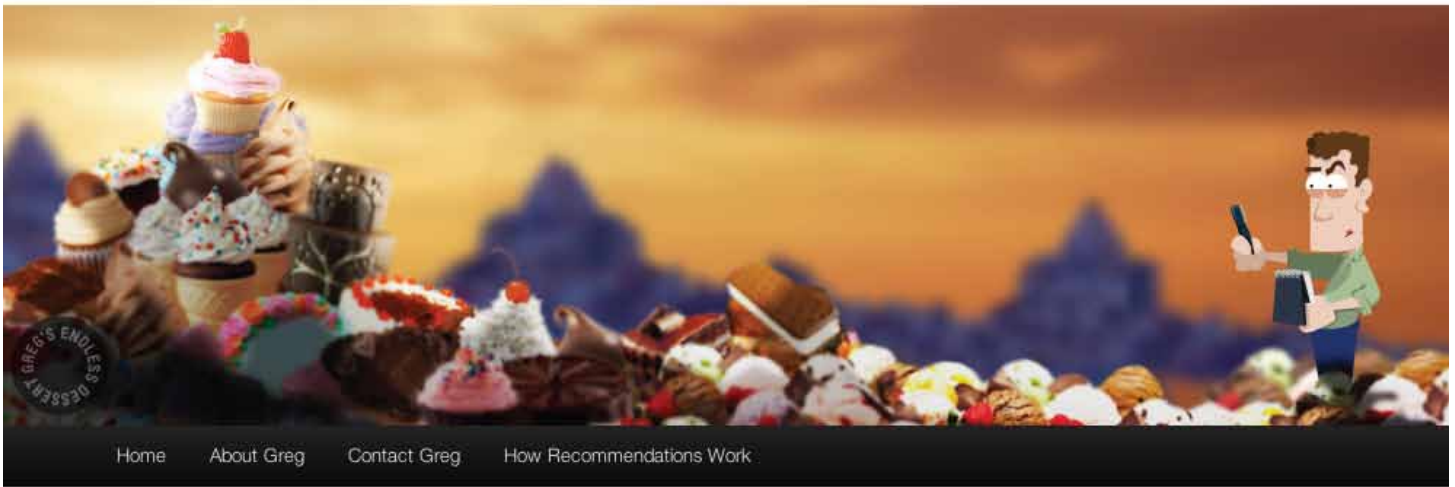 GREG'S ENDLESS DESSERT
Home About Greg Contact Greg How Recommendations Work